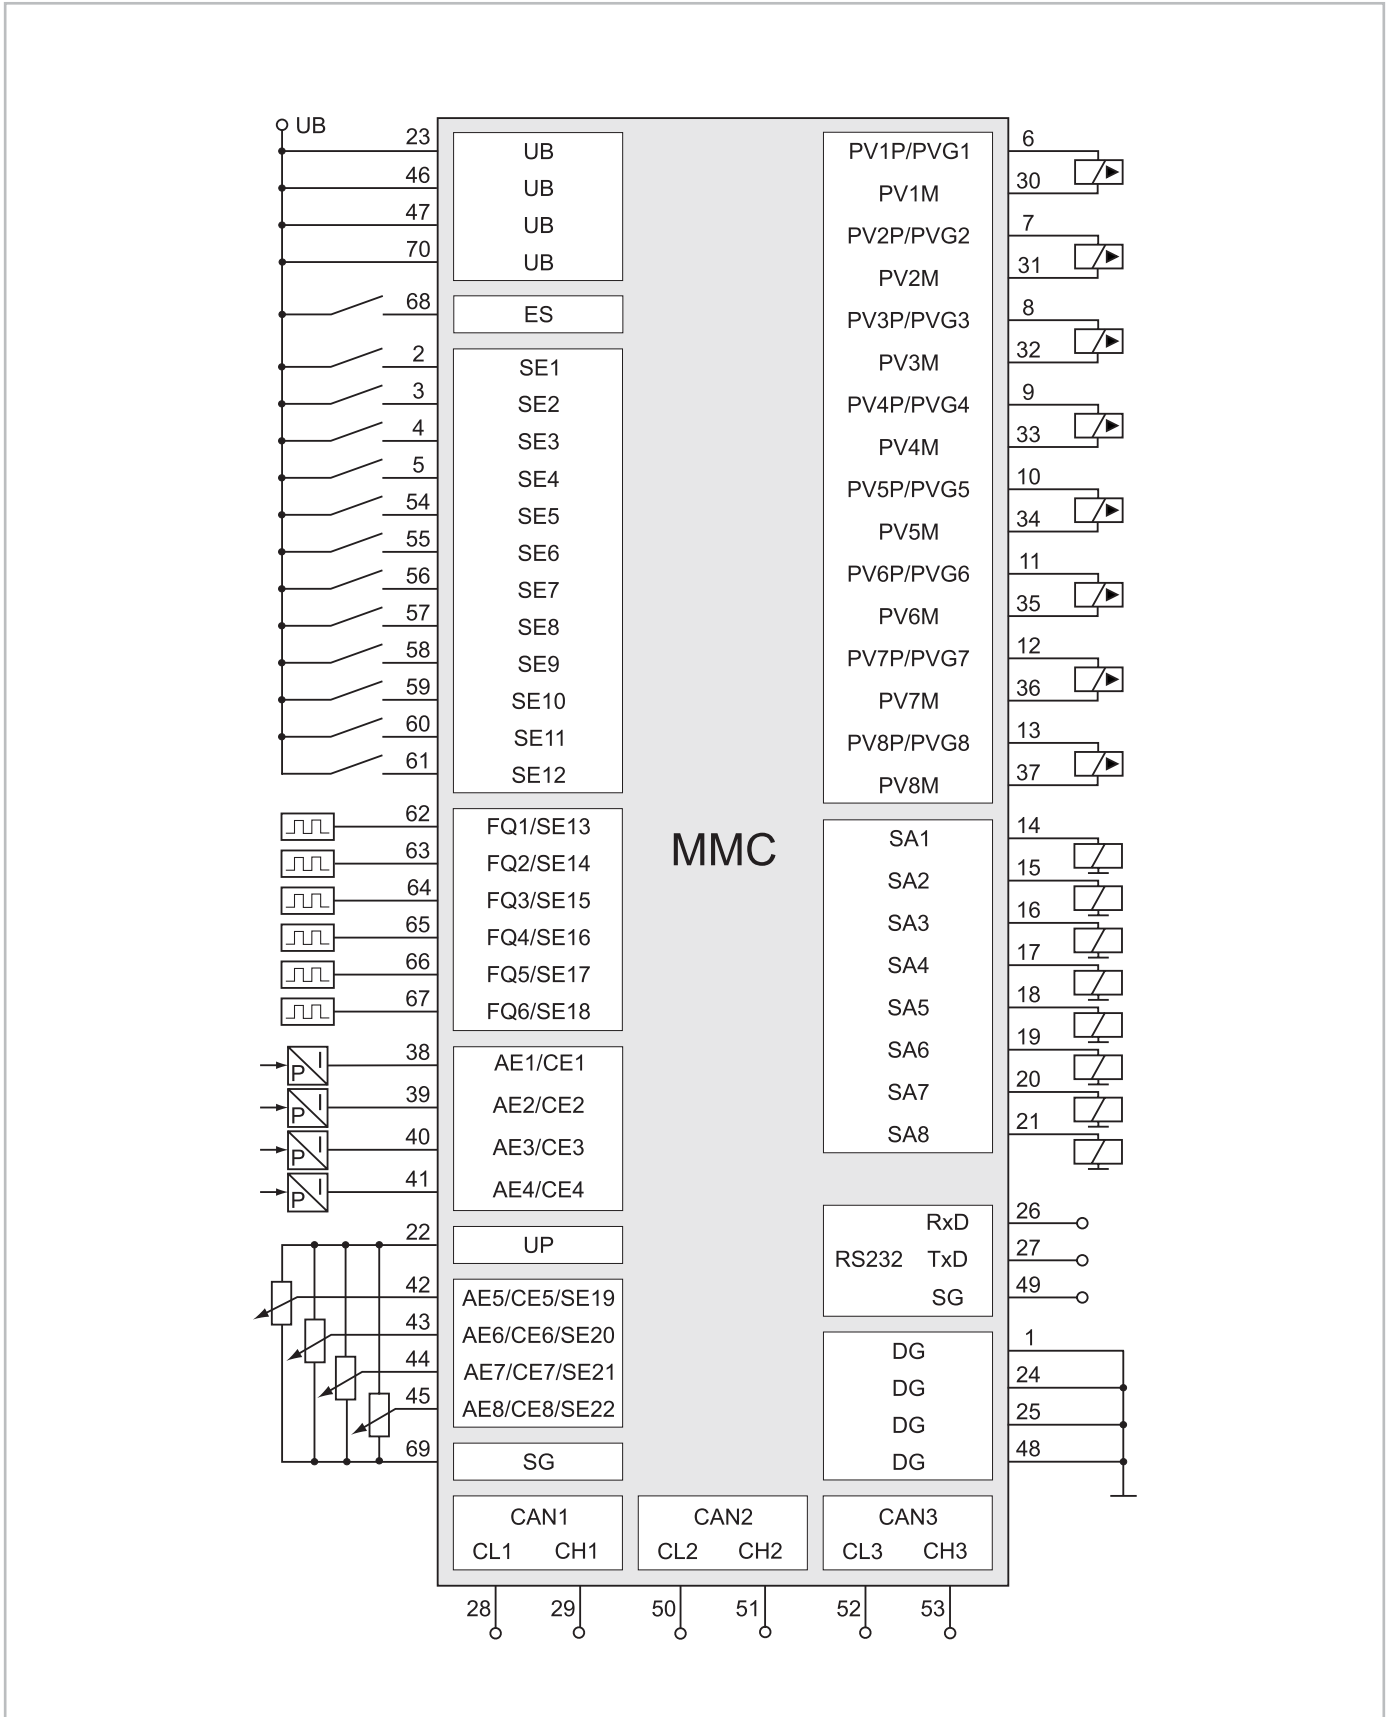 UB
23 UB
46 UB
47 UB
70 UB
68 ES
2 SE1
3 SE2
4 SE3
5 SE4
54 SE5
55 SE6
56 SE7
57 SE8
58 SE9
59 SE10
60 SE11
61 SE12
62 FQ1/SE13
63 FQ2/SE14
64 FQ3/SE15
65 FQ4/SE16
66 FQ5/SE17
67 FQ6/SE18
P I 38 AE1/CE1
P I 39 AE2/CE2
P I 40 AE3/CE3
P I 41 AE4/CE4
22 UP
42 AE5/CE5/SE19
43 AE6/CE6/SE20
44 AE7/CE7/SE21
45 AE8/CE8/SE22
69 SG
MMC
PV1P/PVG1 6
PV1M 30
PV2P/PVG2 7
PV2M 31
PV3P/PVG3 8
PV3M 32
PV4P/PVG4 9
PV4M 33
PV5P/PVG5 10
PV5M 34
PV6P/PVG6 11
PV6M 35
PV7P/PVG7 12
PV7M 36
PV8P/PVG8 13
PV8M 37
SA1 14
SA2 15
SA3 16
SA4 17
SA5 18
SA6 19
SA7 20
SA8 21
RxD 26
RS232 TxD 27
SG 49
DG 1
DG 24
DG 25
DG 48
CAN1 CAN2 CAN3
CL1 CH1 CL2 CH2 CL3 CH3
28 29 50 51 52 53